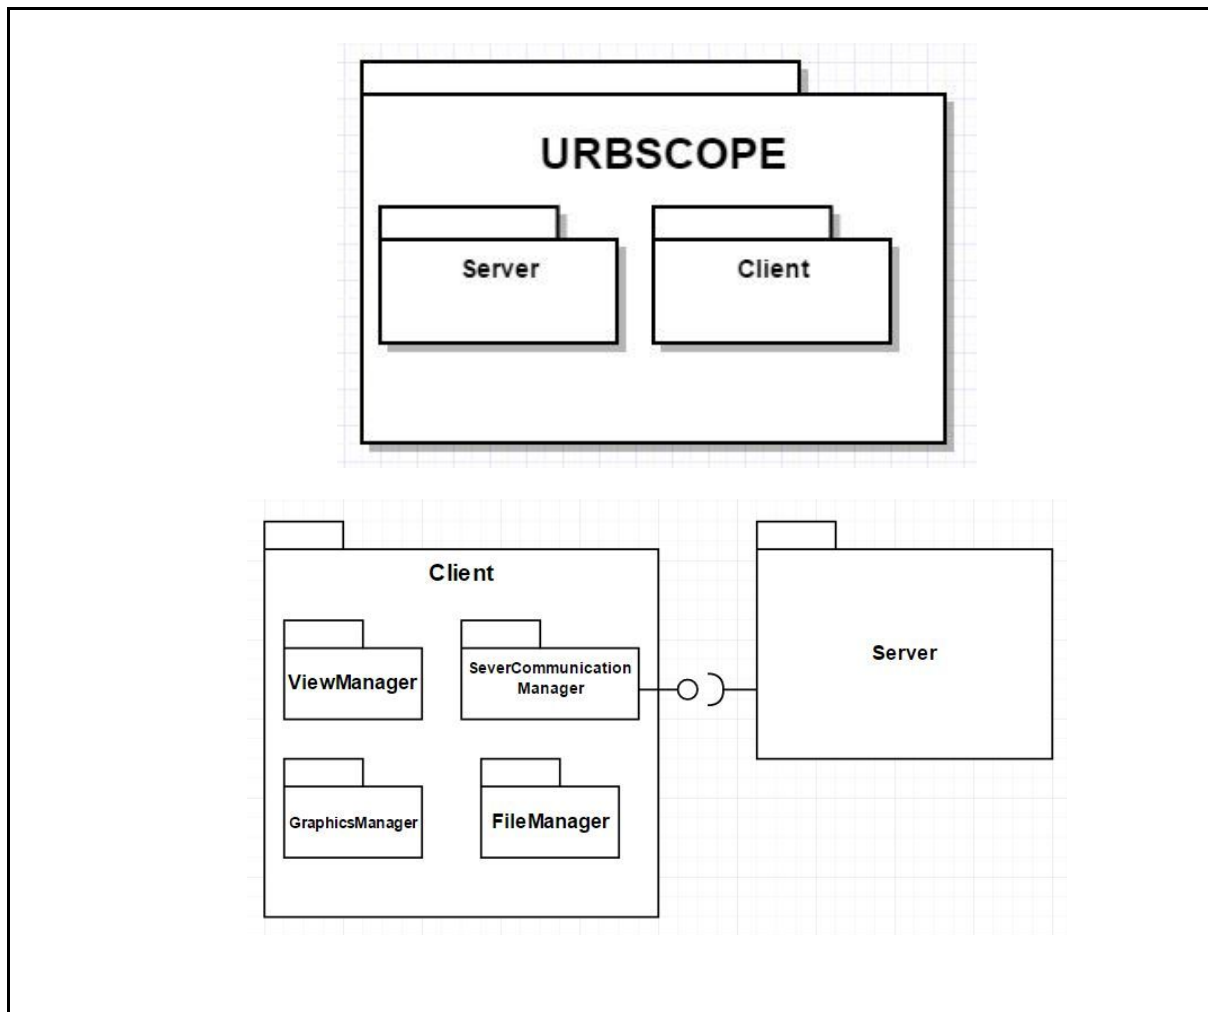 URBSCOPE
Server
Client
Client
ViewManager
SeverCommunication
Manager
GraphicsManager
FileManager
Server